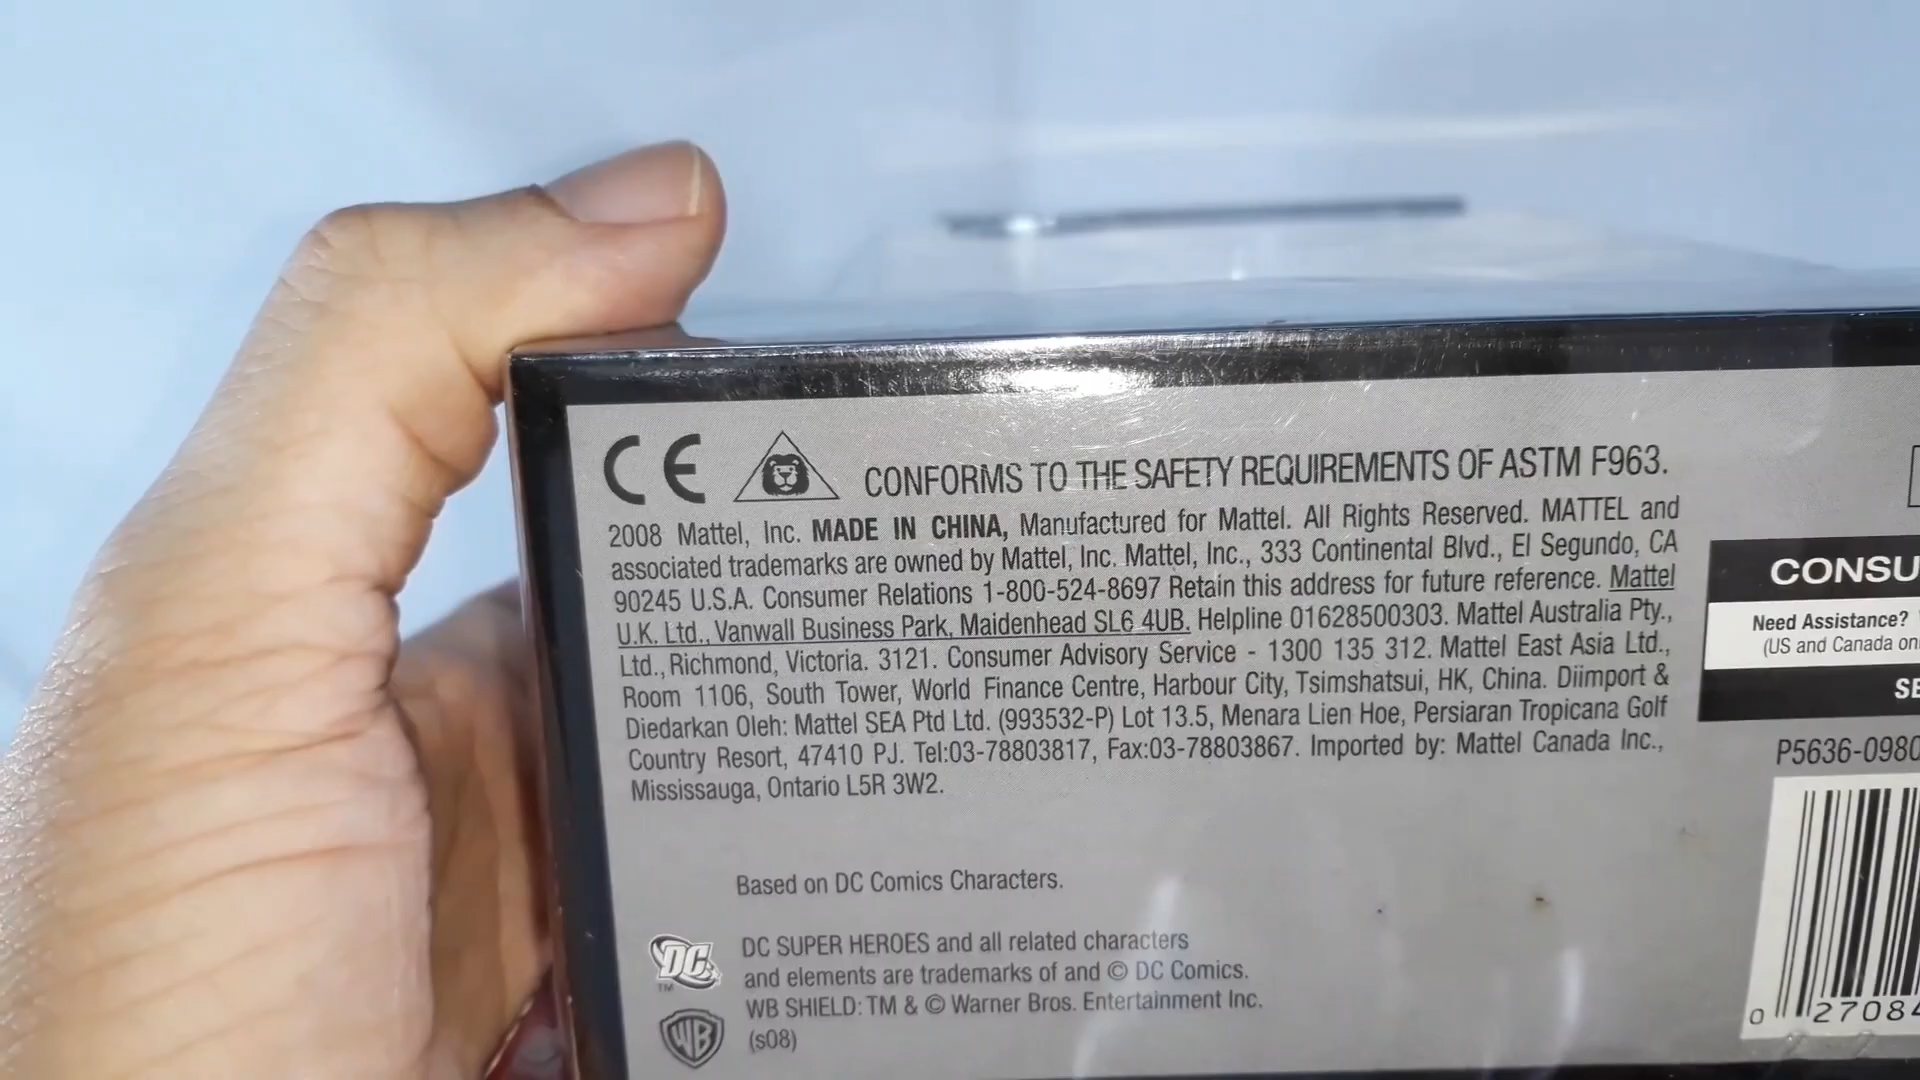 CE
CONFORMS TO THE SAFETY REQUIREMENTS OF ASTM F963.
2008 Mattel, Inc. MADE IN CHINA, Manufactured for Mattel. All Rights Reserved. MATTEL and
associated trademarks are owned by Mattel, Inc. Mattel, Inc., 333 Continental Blvd., El Segundo, CA
90245 U.S.A. Consumer Relations 1-800-524-8697 Retain this address for future reference. Mattel
U.K. Ltd., Vanwall Business Park, Maidenhead SL6 4UB. Helpline 01628500303. Mattel Australia Pty.,
Ltd., Richmond, Victoria. 3121. Consumer Advisory Service - 1300 135 312. Mattel East Asia Ltd.,
Room 1106, South Tower, World Finance Centre, Harbour City, Tsimshatsui, HK, China. Diimport &
Diedarkan Oleh: Mattel SEA Ptd Ltd. (993532-P) Lot 13.5, Menara Lien Hoe, Persiaran Tropicana Golf
Country Resort, 47410 PJ. Tel:03-78803817, Fax:03-78803867. Imported by: Mattel Canada Inc.,
Mississauga, Ontario L5R 3W2.
Based on DC Comics Characters.
DC TM
DC SUPER HEROES and all related characters
and elements are trademarks of and © DC Comics.
WB SHIELD: TM & © Warner Bros. Entertainment Inc.
(s08)
WB
CONSU
Need Assistance?
(US and Canada on
SE
P5636-0980
0 27084